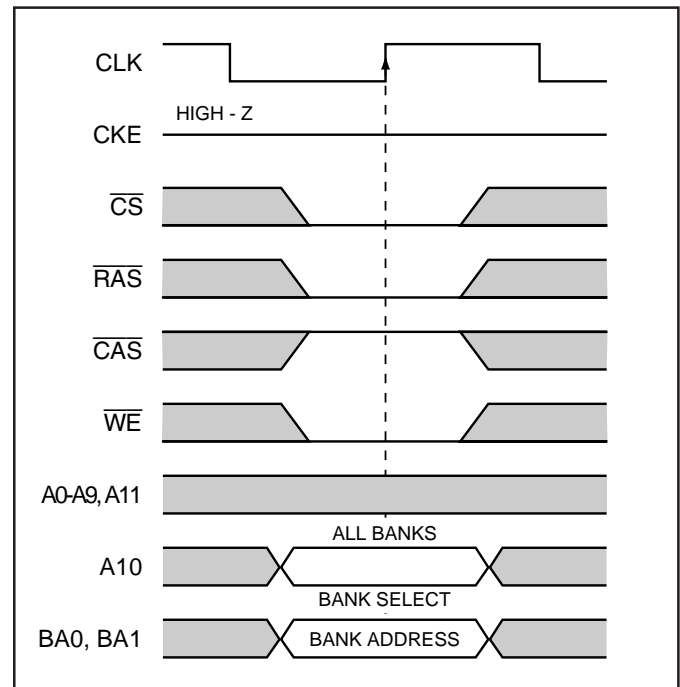 CLK
HIGH - Z
CKE
CS
RAS
CAS
WE
A0-A9, A11
ALL BANKS
A10
BANK SELECT
BA0, BA1
BANK ADDRESS